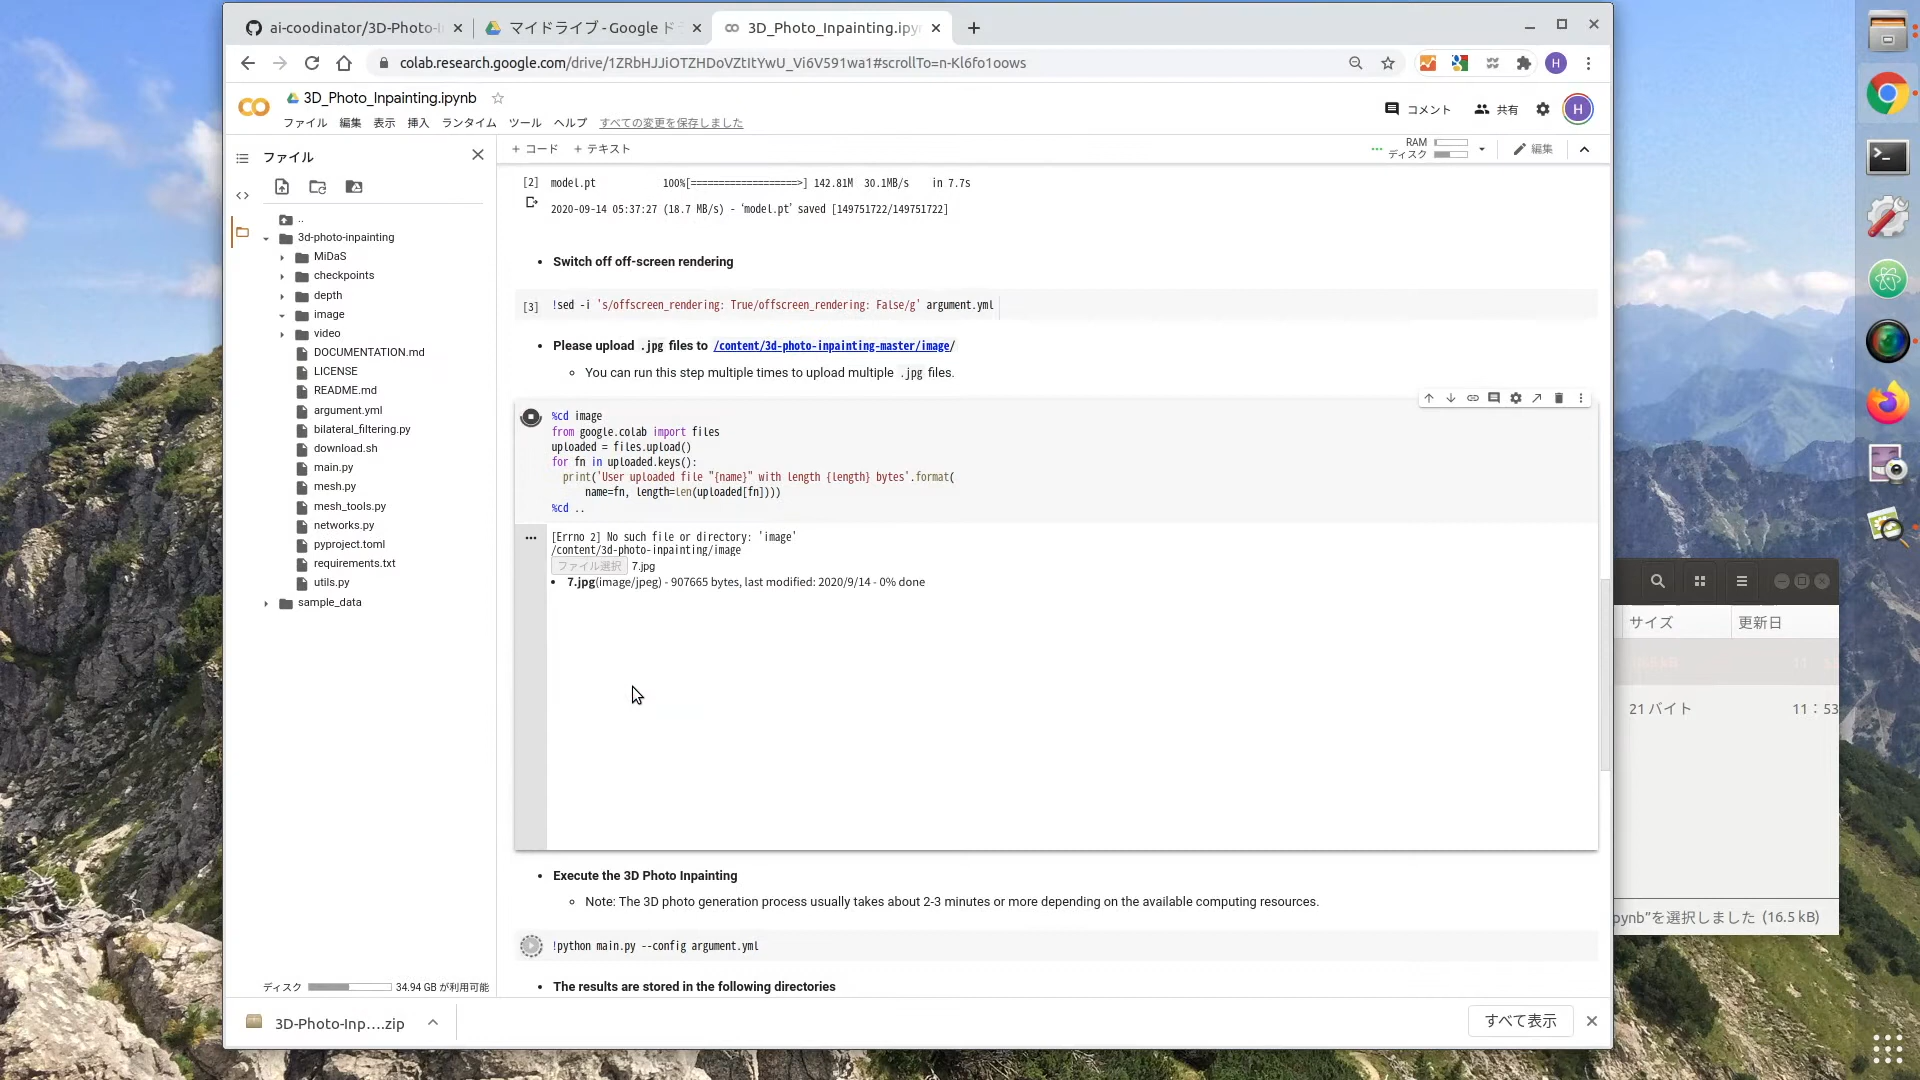 ai-coodinator/3D-Photo-I
マイドライブ - Google ド
3D_Photo_Inpainting.ipyn
colab.research.google.com/drive/1ZRbHJJiOTZHDoVZtItYwU_Vi6V591wa1#scrollTo=n-Kl6fo1oows
H
3D_Photo_Inpainting.ipynb
コメント
共有
H
ファイル 編集 表示 挿入 ランタイム ツール ヘルプ すべての変更を保存しました
ファイル
+ コード + テキスト
RAM
ディスク
編集
..
3d-photo-inpainting
MiDaS
checkpoints
depth
image
video
DOCUMENTATION.md
LICENSE
README.md
argument.yml
bilateral_filtering.py
download.sh
main.py
mesh.py
mesh_tools.py
networks.py
pyproject.toml
requirements.txt
utils.py
sample_data
ディスク 34.94 GB が利用可能
[2] model.pt 100%[===================>] 142.81M 30.1MB/s in 7.7s
2020-09-14 05:37:27 (18.7 MB/s) - ‘model.pt’ saved [149751722/149751722]
• Switch off off-screen rendering
[3] !sed -i 's/offscreen_rendering: True/offscreen_rendering: False/g' argument.yml
• Please upload .jpg files to /content/3d-photo-inpainting-master/image/
You can run this step multiple times to upload multiple .jpg files.
%cd image
from google.colab import files
uploaded = files.upload()
for fn in uploaded.keys():
print('User uploaded file "{name}" with length {length} bytes'.format(
name=fn, length=len(uploaded[fn])))
%cd ..
[Errno 2] No such file or directory: 'image'
/content/3d-photo-inpainting/image
ファイル選択 7.jpg
• 7.jpg(image/jpeg) - 907665 bytes, last modified: 2020/9/14 - 0% done
• Execute the 3D Photo Inpainting
Note: The 3D photo generation process usually takes about 2-3 minutes or more depending on the available computing resources.
!python main.py --config argument.yml
• The results are stored in the following directories
3D-Photo-Inp....zip
すべて表示
サイズ 更新日
21 バイト 11：53
pynb”を選択しました (16.5 kB)